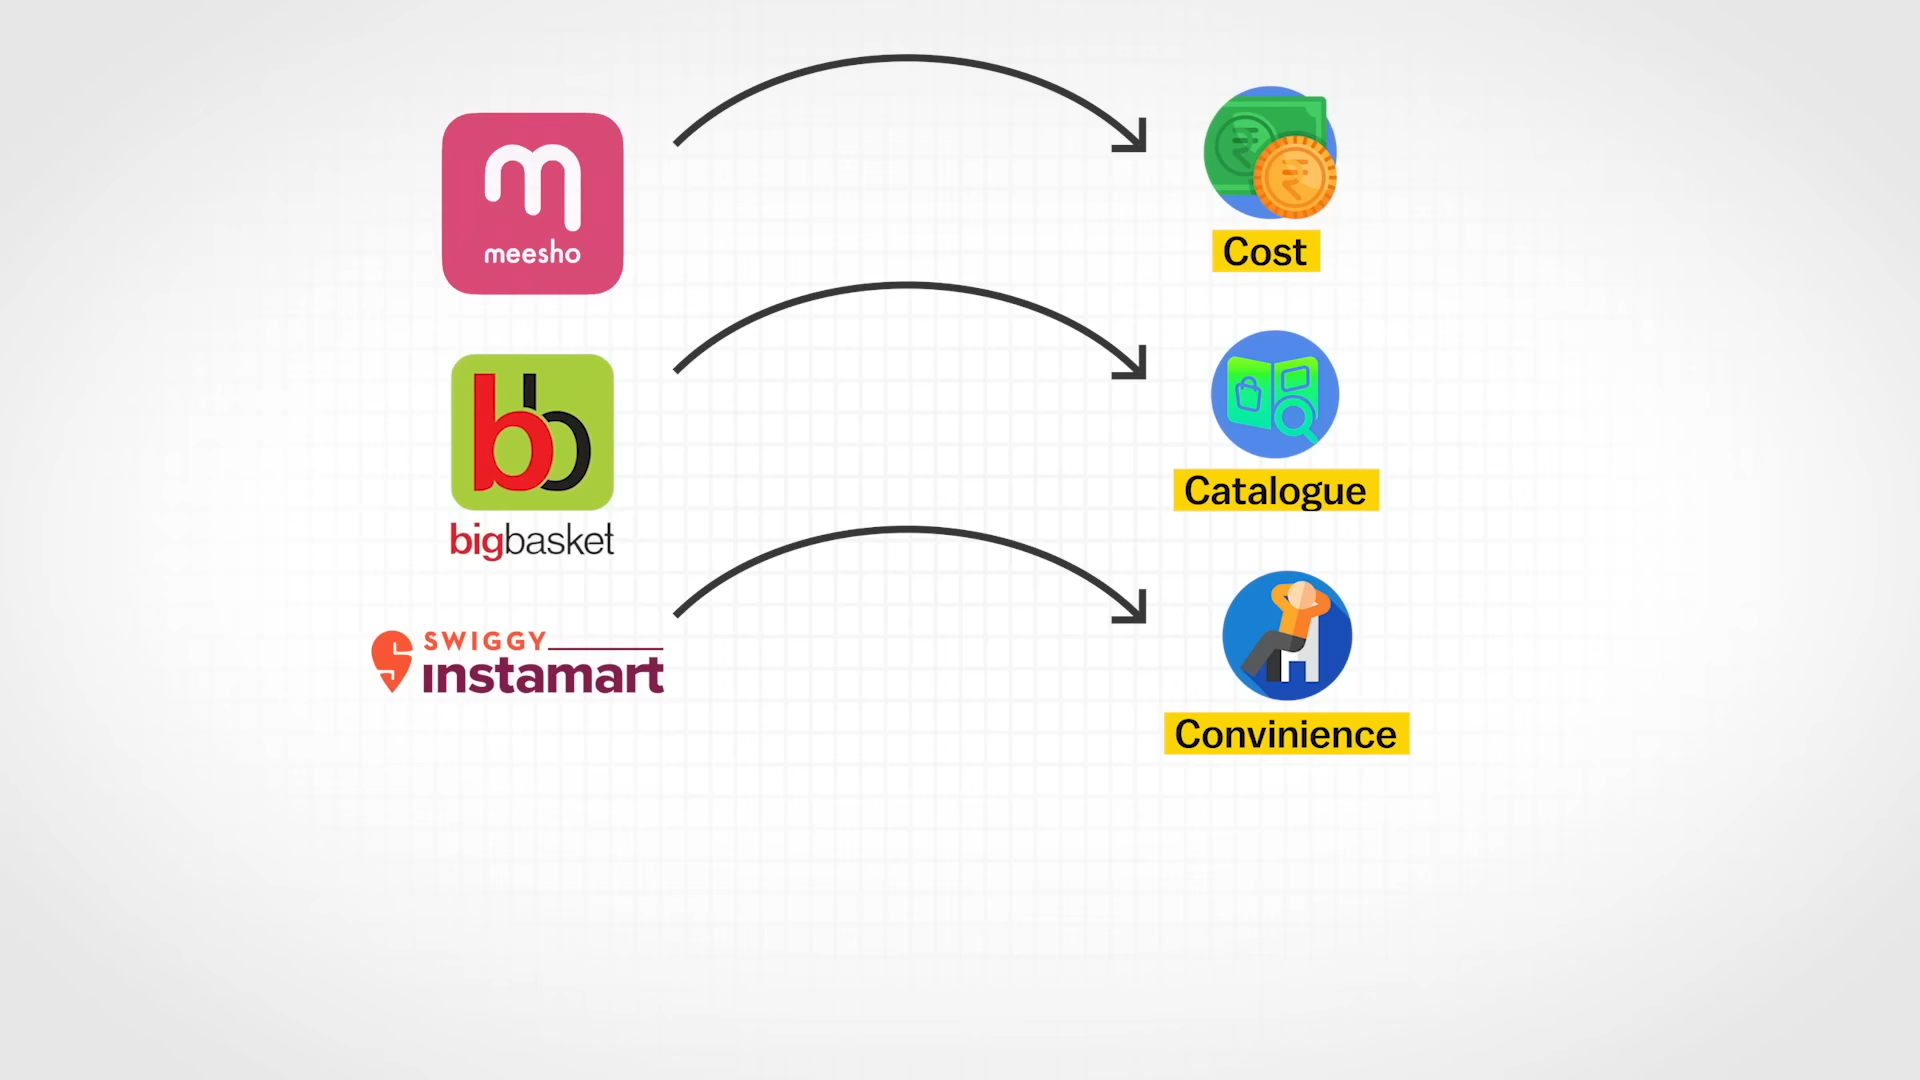 meesho
Cost
bigbasket
Catalogue
SWIGGY
instamart
Convinience